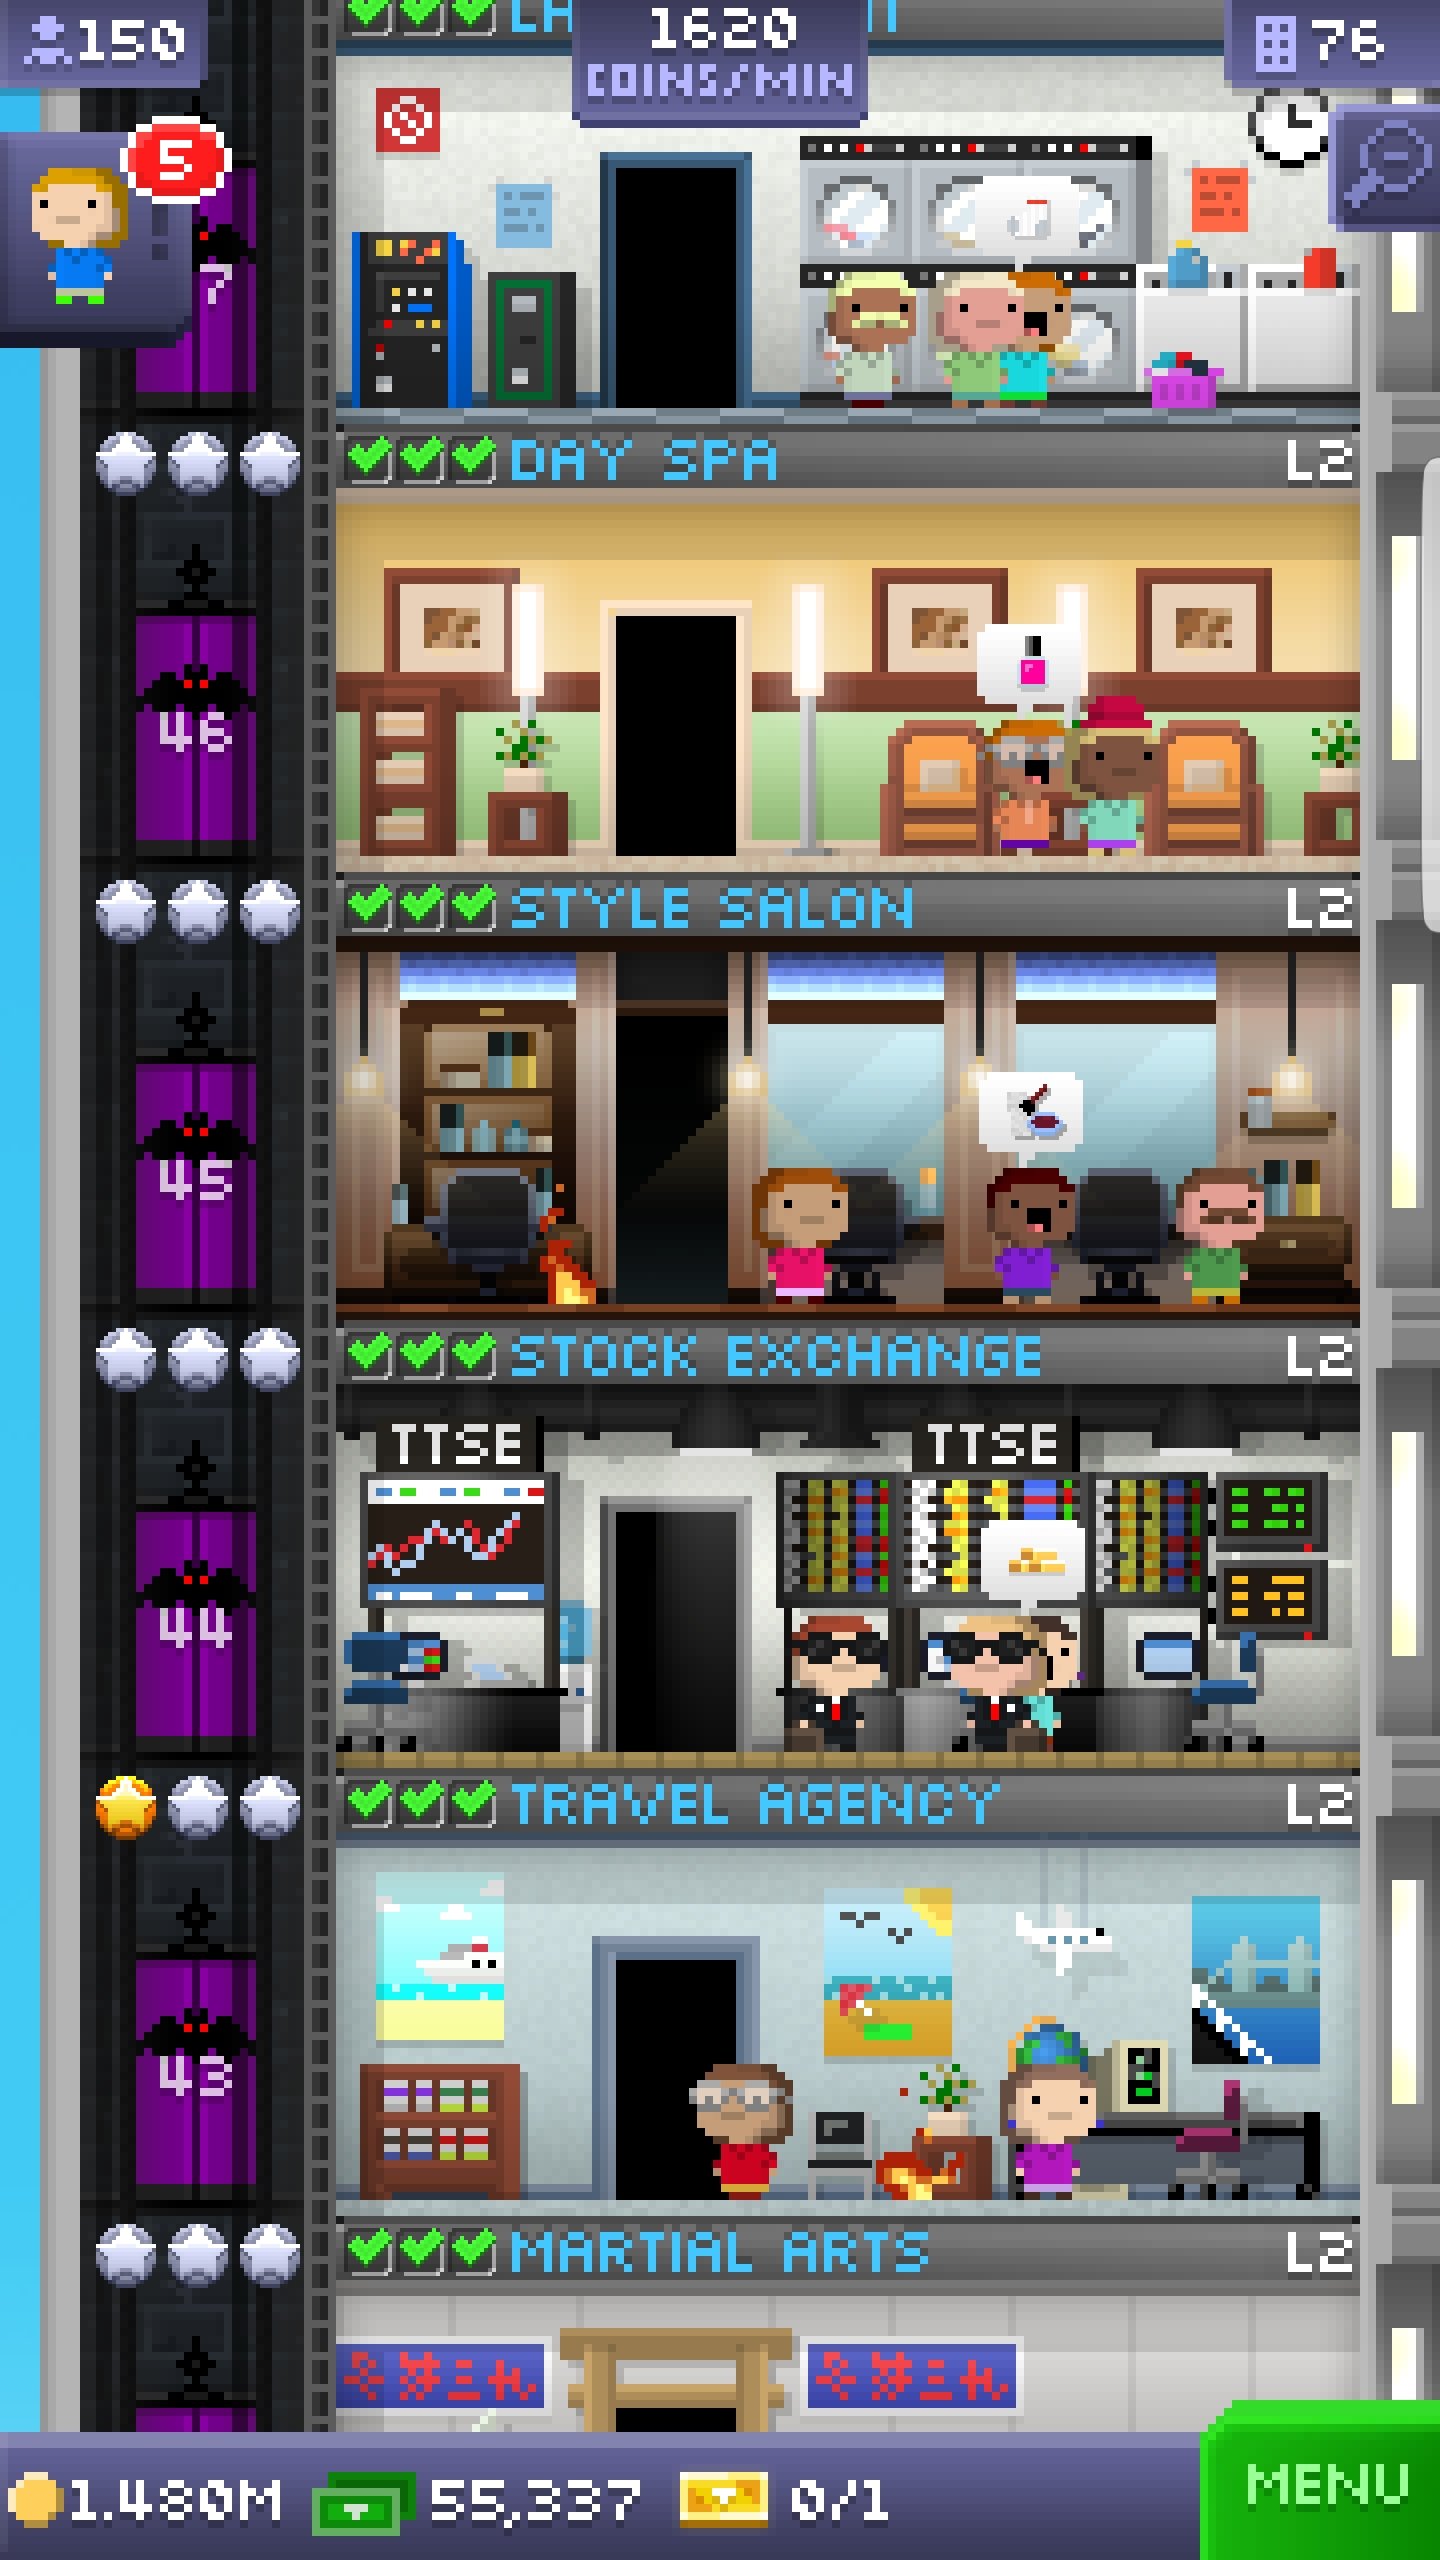 150
1620
COINS/MIN
76
5
7
DAY SPA
L2
46
STYLE SALON
L2
45
STOCK EXCHANGE
L2
TTSE
TTSE
44
TRAVEL AGENCY
L2
43
MARTIAL ARTS
L2
1.480M
55,337
0/1
MENU